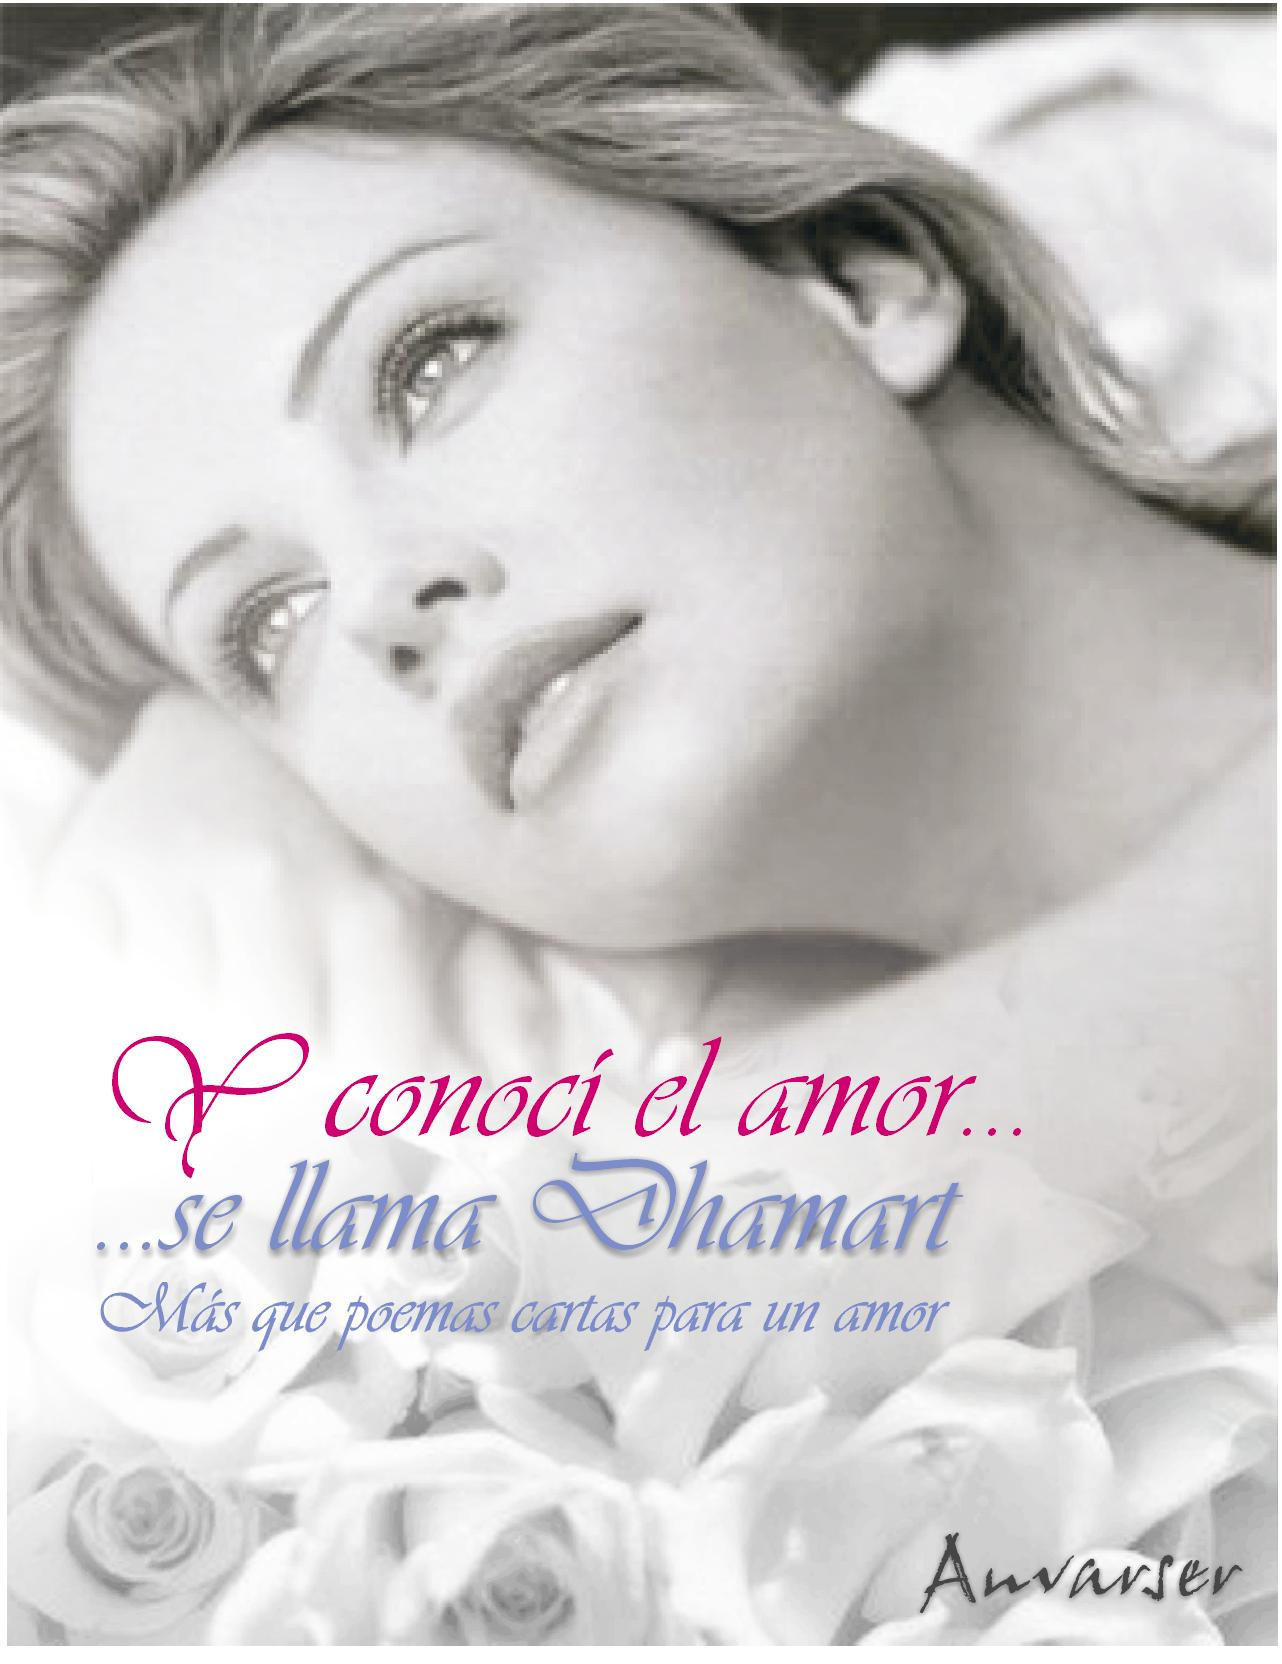 Y conocí el amor...
...se llama Dhamart
Más que poemas cartas para un amor
Anvarser